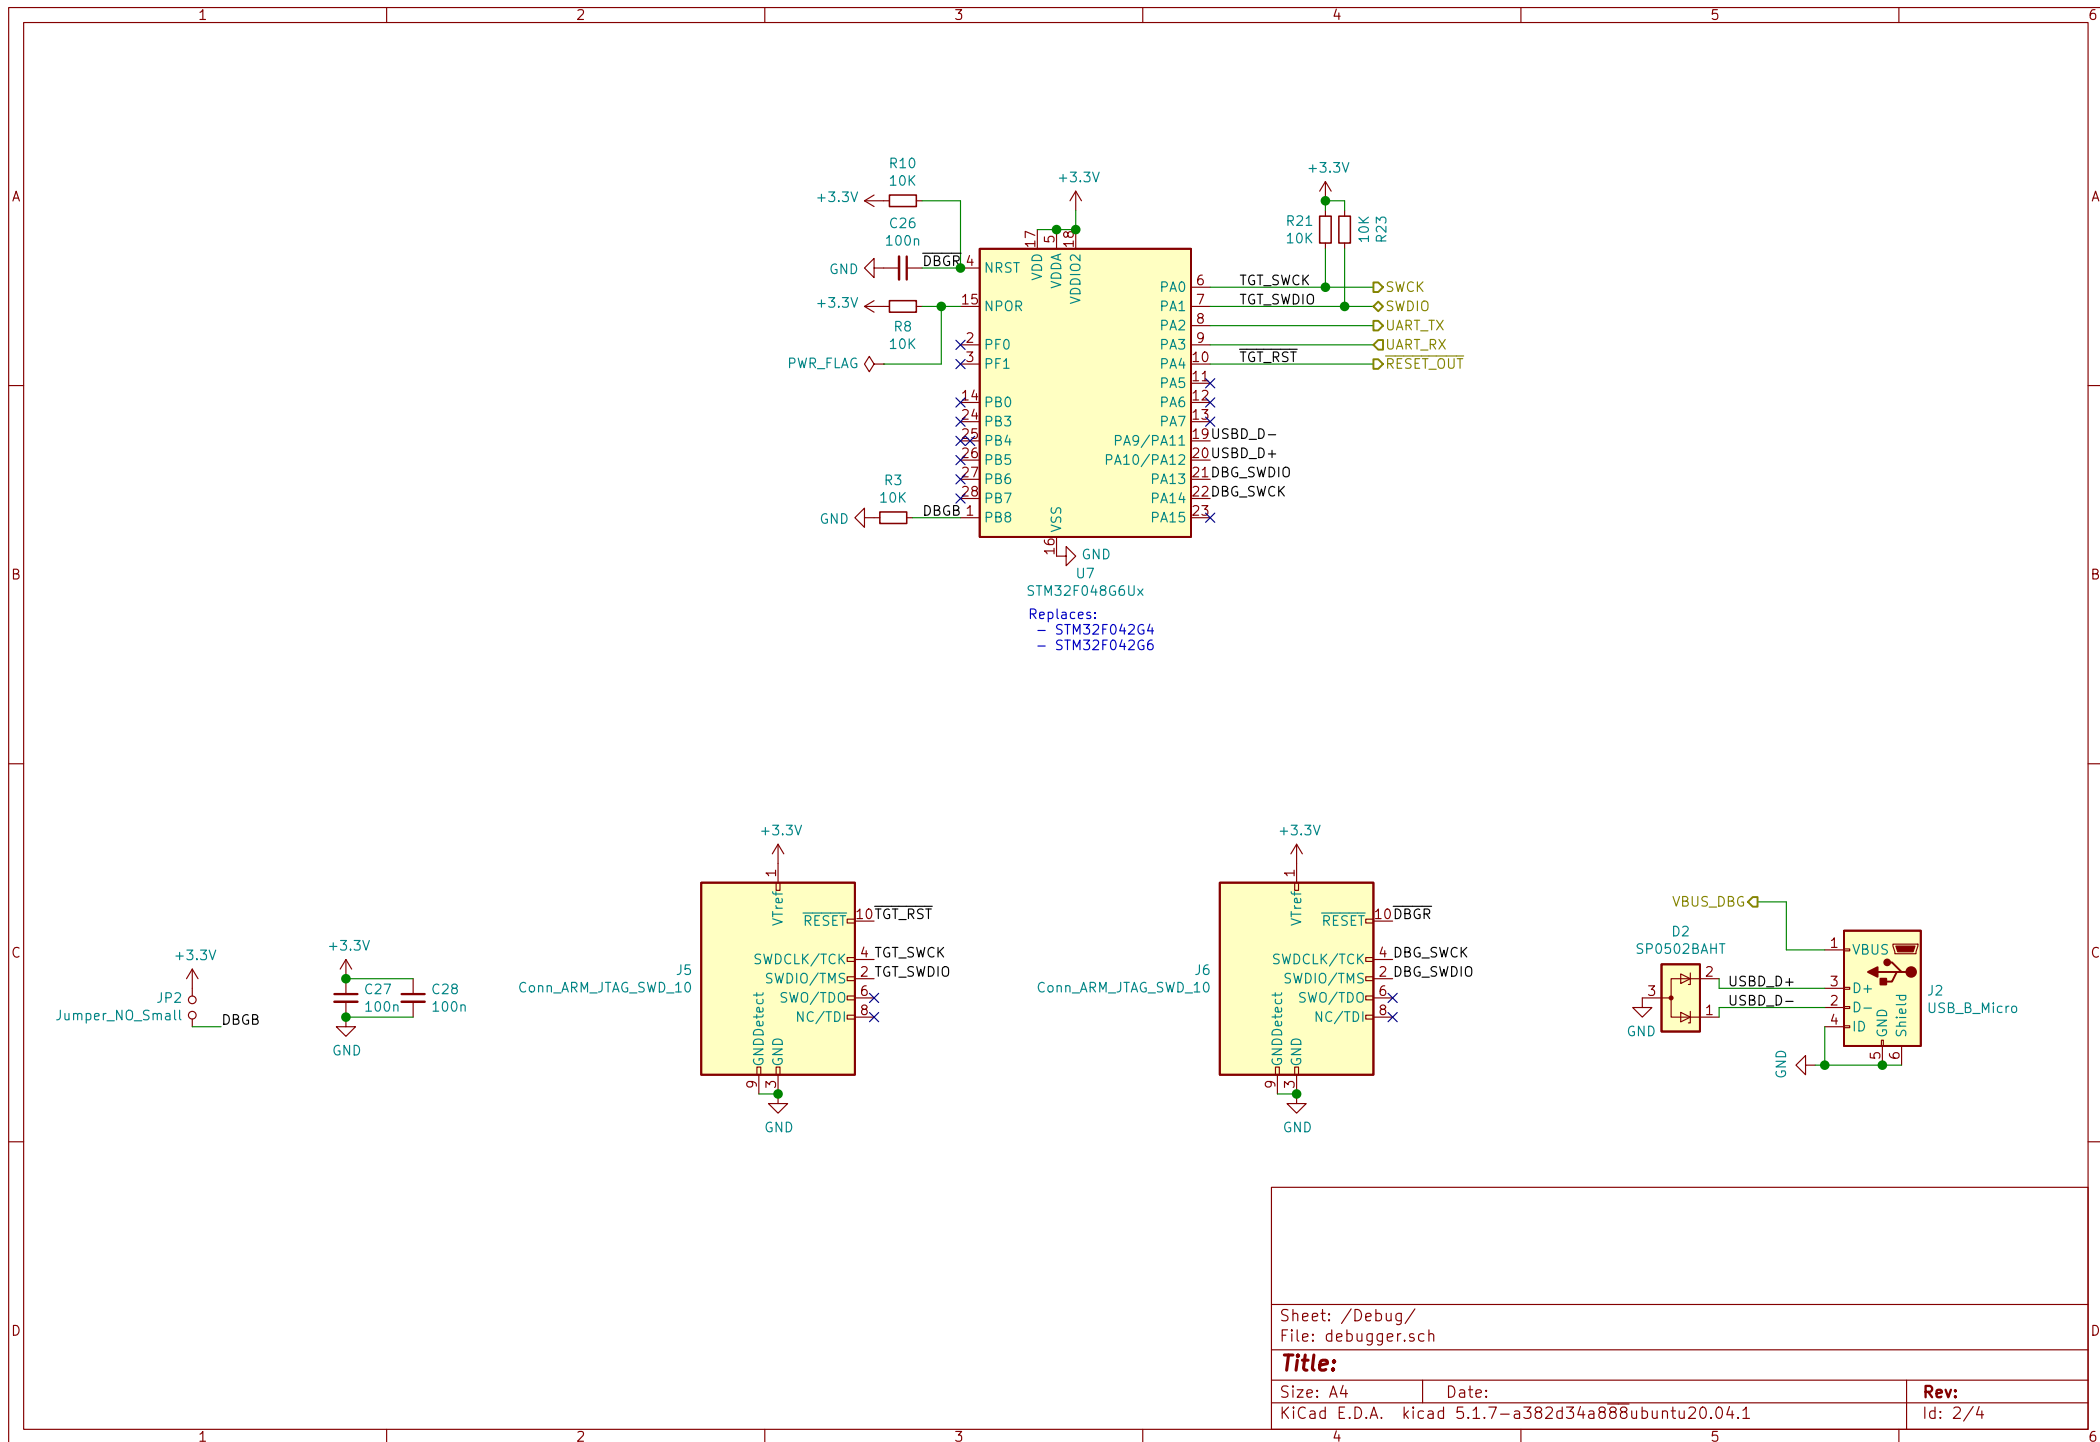 1 2 3 4 5 6
A A
B B
C C
D D
R10
10K
+3.3V
C26
100n
GND
DBGR
+3.3V
R8
10K
PWR_FLAG
R3
10K
GND
DBGB
+3.3V
17 5 18
VDD VDDA VDDIO2
4 NRST
15 NPOR
2 PF0
3 PF1
14 PB0
24 PB3
25 PB4
26 PB5
27 PB6
28 PB7
1 PB8
PA0 6 TGT_SWCK
PA1 7 TGT_SWDIO
PA2 8
PA3 9
PA4 10 TGT_RST
PA5 11
PA6 12
PA7 13
PA9/PA11 19 USBD_D-
PA10/PA12 20 USBD_D+
PA13 21 DBG_SWDIO
PA14 22 DBG_SWCK
PA15 23
VSS
16
GND
U7
STM32F048G6Ux
Replaces:
- STM32F042G4
- STM32F042G6
+3.3V
R21
10K
10K
R23
SWCK
SWDIO
UART_TX
UART_RX
RESET_OUT
+3.3V
JP2
Jumper_NO_Small
DBGB
+3.3V
C27
100n
C28
100n
GND
+3.3V
1
VTref
RESET 10 TGT_RST
SWDCLK/TCK 4 TGT_SWCK
SWDIO/TMS 2 TGT_SWDIO
SWO/TDO 6
NC/TDI 8
J5
Conn_ARM_JTAG_SWD_10
GNDDetect GND
9 3
GND
+3.3V
1
VTref
RESET 10 DBGR
SWDCLK/TCK 4 DBG_SWCK
SWDIO/TMS 2 DBG_SWDIO
SWO/TDO 6
NC/TDI 8
J6
Conn_ARM_JTAG_SWD_10
GNDDetect GND
9 3
GND
VBUS_DBG
D2
SP0502BAHT
2
3
1
GND
USBD_D+
USBD_D-
1 VBUS
3 D+
2 D-
4 ID
GND Shield
5 6
GND
J2
USB_B_Micro
Sheet: /Debug/
File: debugger.sch
Title:
Size: A4 Date: Rev:
KiCad E.D.A. kicad 5.1.7-a382d34a888ubuntu20.04.1 Id: 2/4
1 2 3 4 5 6